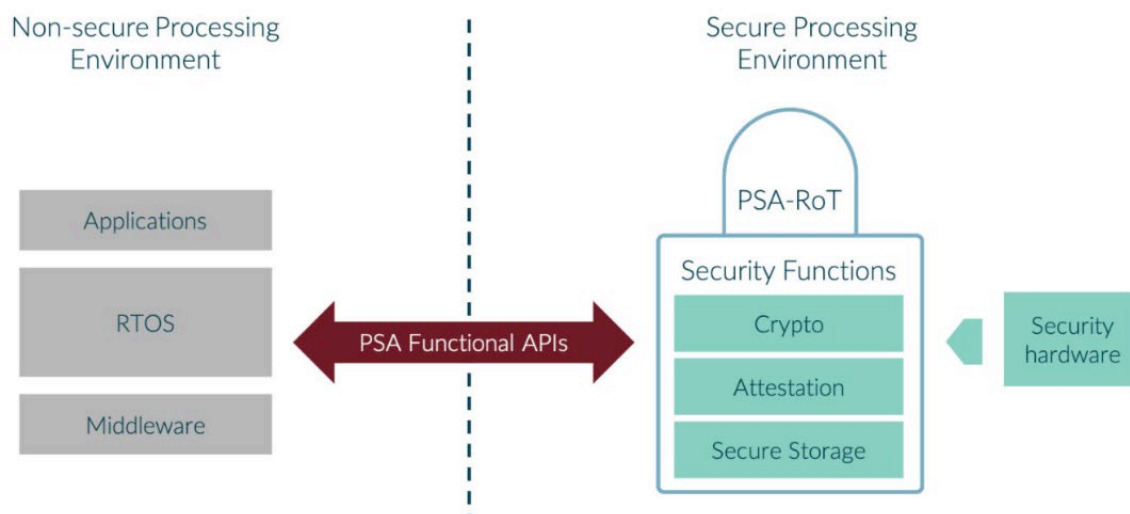 Non-secure Processing
Environment
Secure Processing
Environment
PSA-RoT
Applications
RTOS
Middleware
PSA Functional APIs
Security Functions
Crypto
Attestation
Secure Storage
Security
hardware